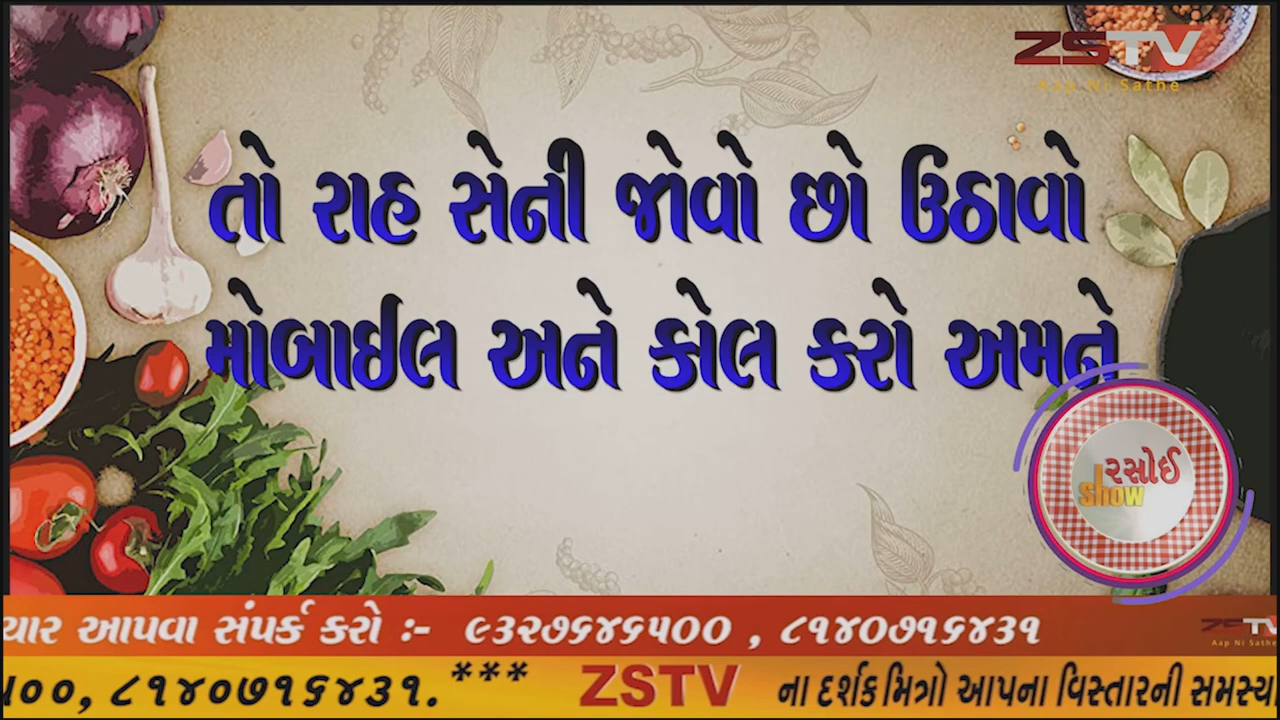 ZSTV
Aap Ni Sathe
તો રાહ સેની જોવો છો ઉઠાવો
મોબાઈલ અને કોલ કરો અમને
રસોઈ
Show
ચાર આપવા સંપર્ક કરો :- ૯૩૨૭૬૪૬૫૦૦ , ૮૧૪૦૭૧૬૪૩૧
ZSTV
Aap Ni Sathe
૫૦૦, ૮૧૪૦૭૧૬૪૩૧.*** ZSTV ના દર્શક મિત્રો આપના વિસ્તારની સમસ્યા